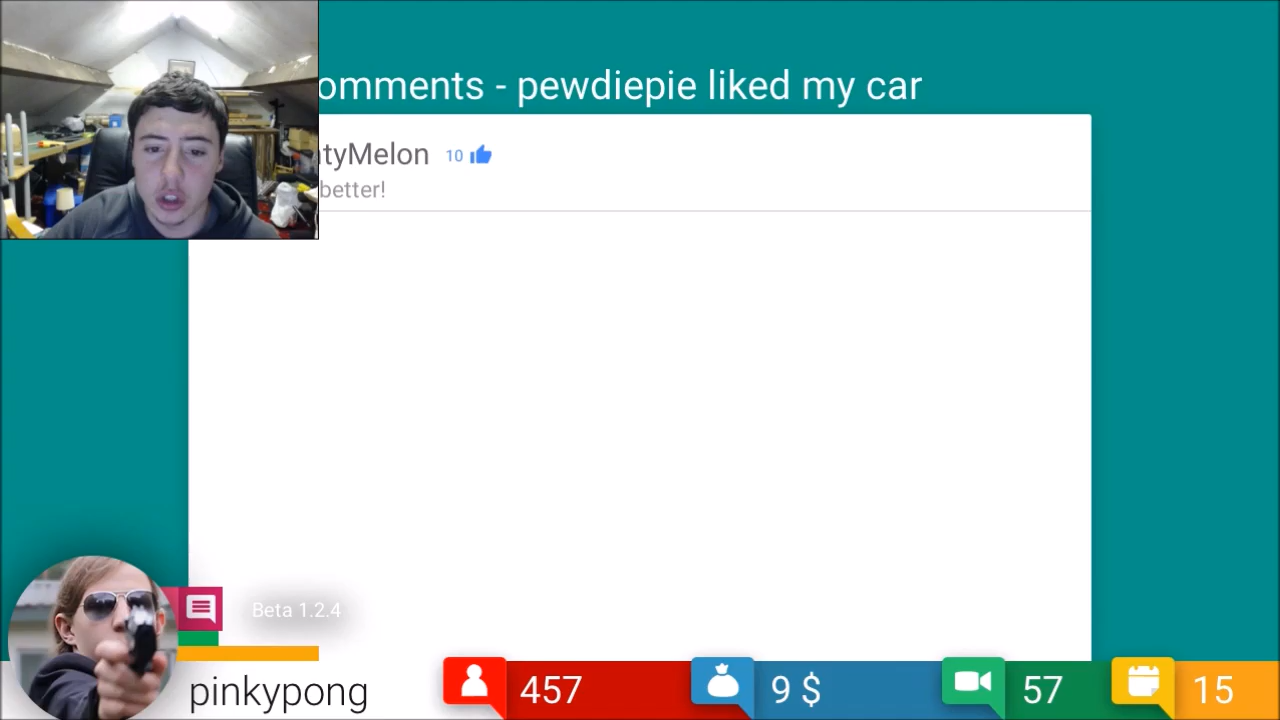 omments - pewdiepie liked my car
tyMelon 10
better!
Beta 1.2.4
pinkypong 457 9 $ 57 15